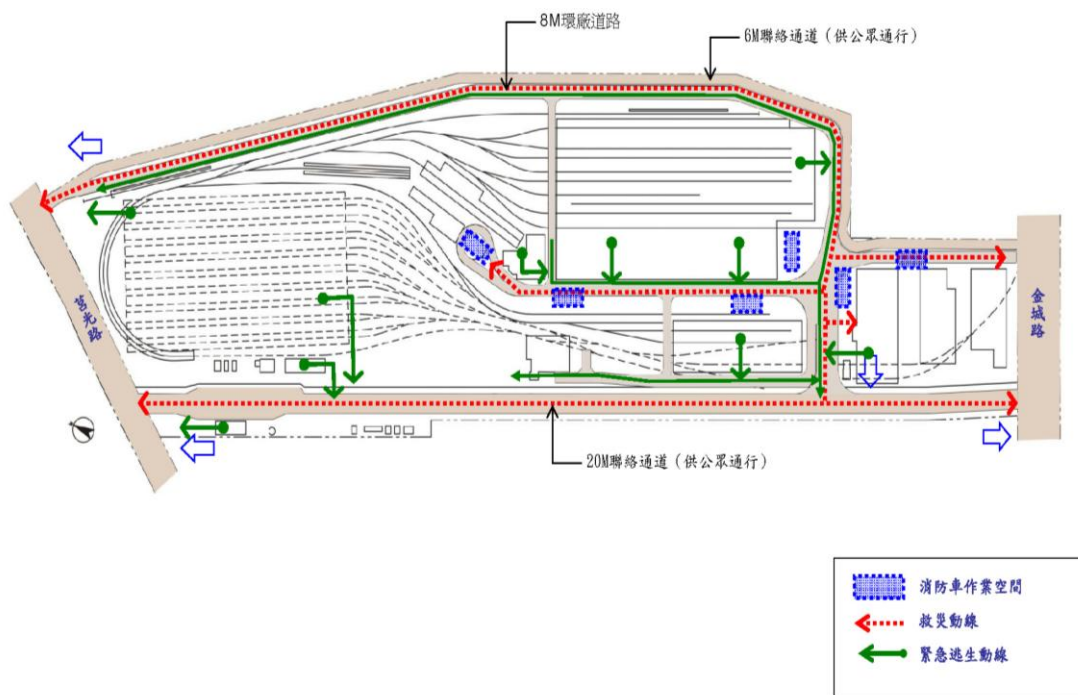 8M環廠道路
6M聯絡通道（供公眾通行）
莒光路
金城路
20M聯絡通道（供公眾通行）
消防車作業空間
救災動線
緊急逃生動線